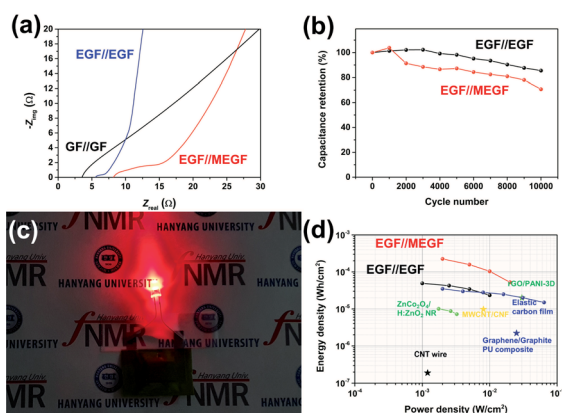 (a)
20
18
16
14
12
10
8
6
4
2
0
-Zimg (Ω)
EGF//EGF
GF//GF
EGF//MEGF
0 5 10 15 20 25 30
Zreal (Ω)
(b)
120
100
80
60
40
20
0
Capacitance retention (%)
EGF//EGF
EGF//MEGF
0 2000 4000 6000 8000 10000
Cycle number
(c)
NMR
HANYANG UNIVERSITY
Hanyang University
NMR
HANYANG UNIVERSITY
(d)
10⁻³
10⁻⁴
10⁻⁵
10⁻⁶
10⁻⁷
Energy density (Wh/cm²)
EGF//MEGF
EGF//EGF
rGO/PANI-3D
ZnCo₂O₄/
H:ZnO₂ NR
MWCNT/CNF
Elastic
carbon film
Graphene/Graphite
PU composite
CNT wire
10⁻⁴ 10⁻³ 10⁻² 10⁻¹
Power density (W/cm²)